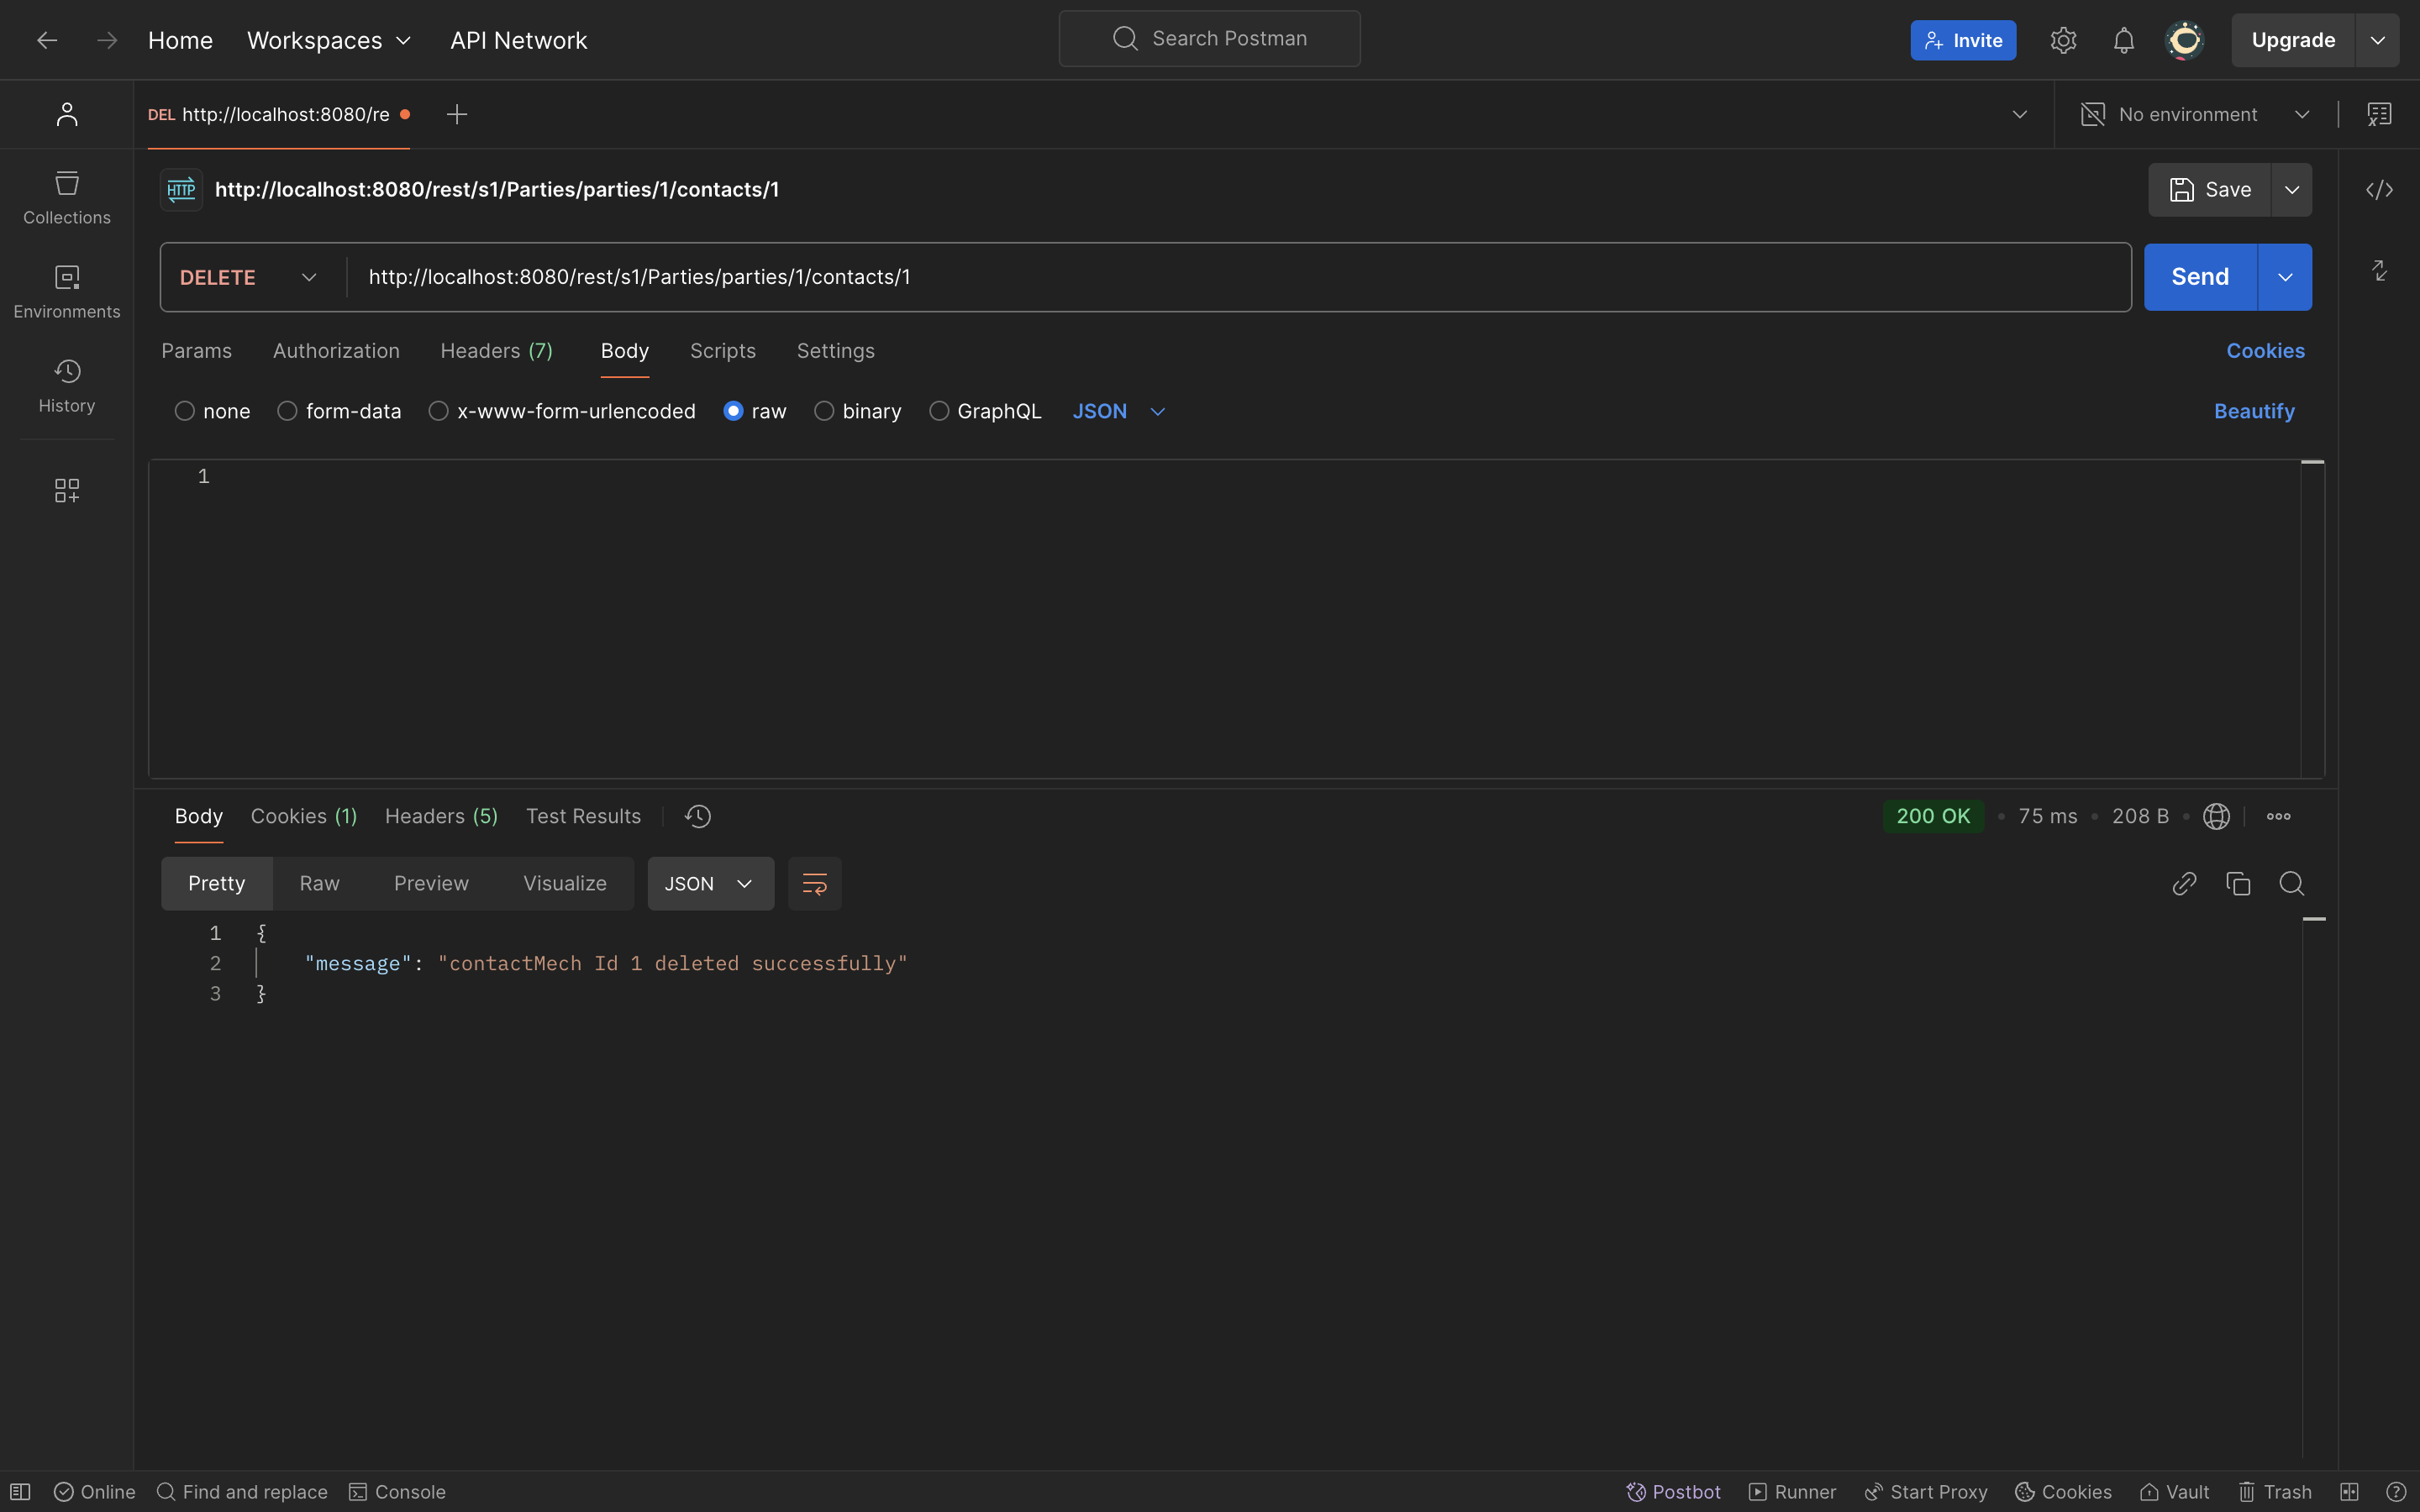 Home Workspaces API Network Search Postman Invite Upgrade
DEL http://localhost:8080/re No environment
HTTP http://localhost:8080/rest/s1/Parties/parties/1/contacts/1 Save
Collections
DELETE http://localhost:8080/rest/s1/Parties/parties/1/contacts/1 Send
Environments
Params Authorization Headers (7) Body Scripts Settings Cookies
History
none form-data x-www-form-urlencoded raw binary GraphQL JSON Beautify
1
Body Cookies (1) Headers (5) Test Results 200 OK • 75 ms • 208 B •
Pretty Raw Preview Visualize JSON
1 {
2 "message": "contactMech Id 1 deleted successfully"
3 }
Online Find and replace Console Postbot Runner Start Proxy Cookies Vault Trash